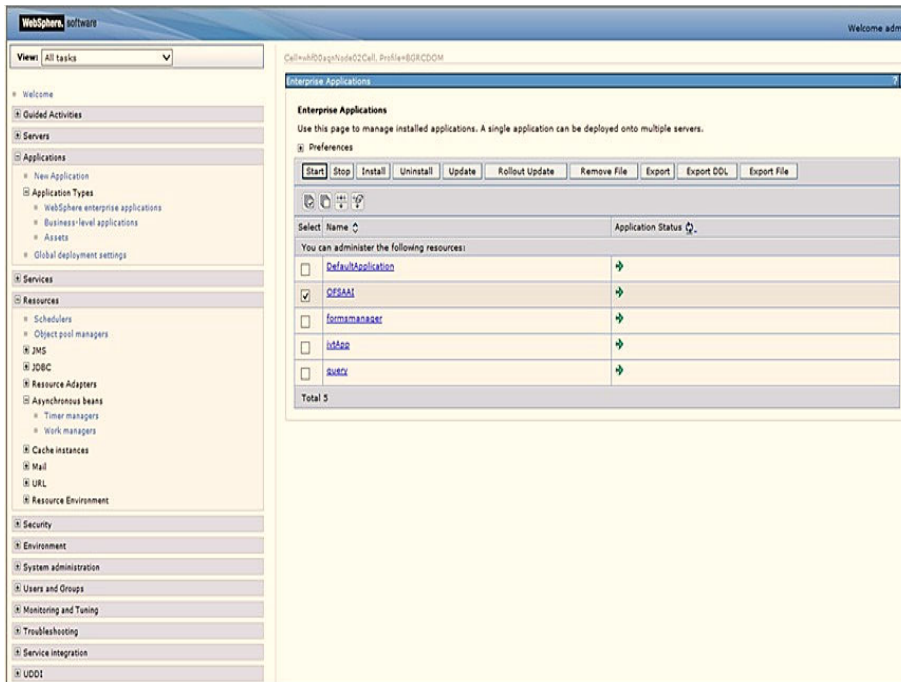 WebSphere. software
Welcome adm
View: All tasks
Welcome
Guided Activities
Servers
Applications
New Application
Application Types
WebSphere enterprise applications
Business-level applications
Assets
Global deployment settings
Services
Resources
Schedulers
Object pool managers
JMS
JDBC
Resource Adapters
Asynchronous beans
Timer managers
Work managers
Cache instances
Mail
URL
Resource Environment
Security
Environment
System administration
Users and Groups
Monitoring and Tuning
Troubleshooting
Service integration
UDDI
Profile=BGRCDOM
Enterprise Applications ?
Enterprise Applications
Use this page to manage installed applications. A single application can be deployed onto multiple servers.
Preferences
Start Stop Install Uninstall Update Rollout Update Remove File Export Export DDL Export File
Select Name Application Status
You can administer the following resources:
DefaultApplication
OFSAAI
formsmanager
ivtApp
query
Total 5